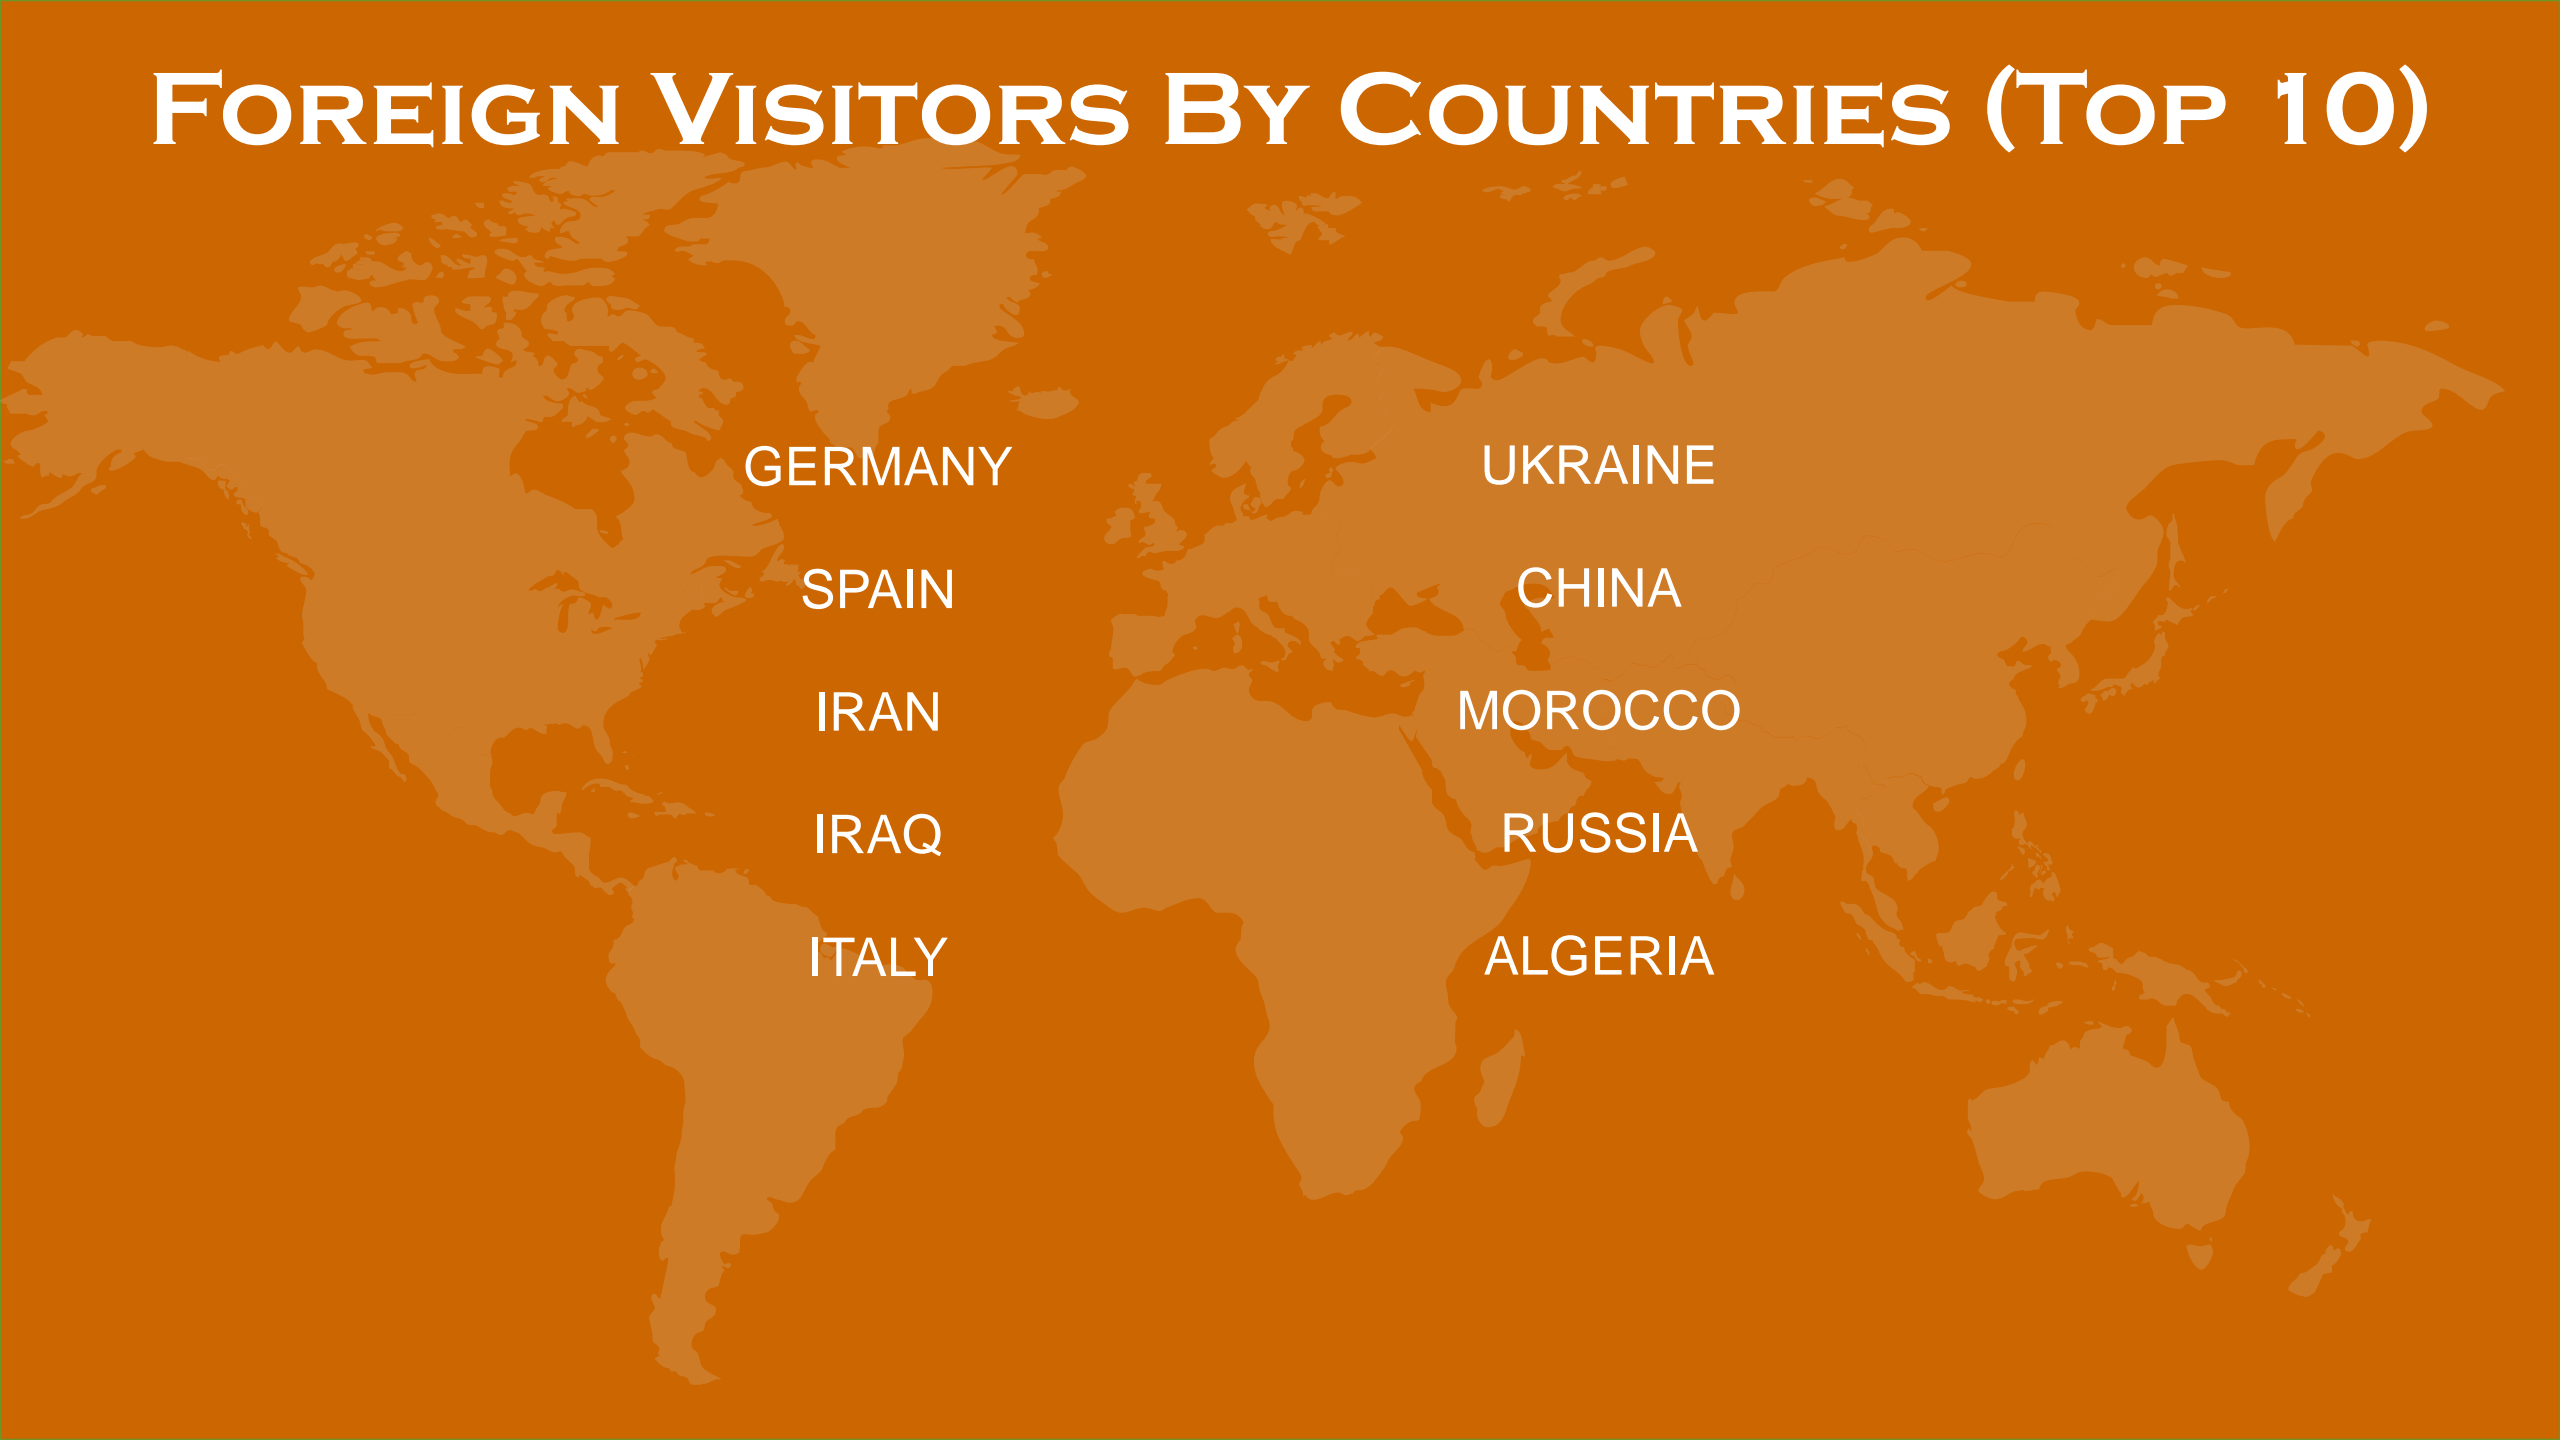 Foreign Visitors By Countries (Top 10)
GERMANY
SPAIN
IRAN
IRAQ
ITALY
UKRAINE
CHINA
MOROCCO
RUSSIA
ALGERIA